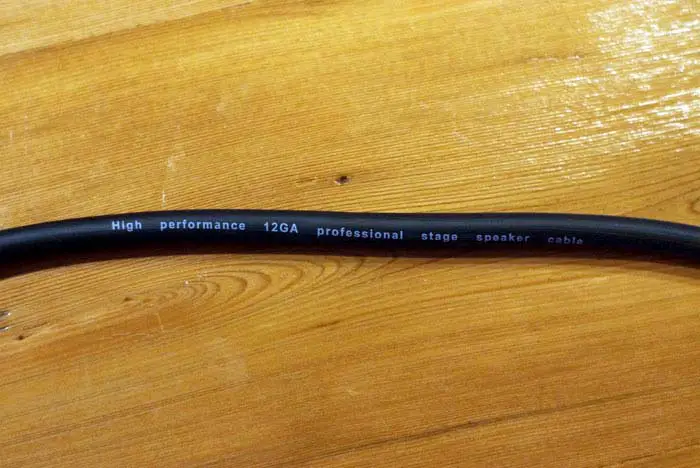 High performance 12GA professional stage speaker cable